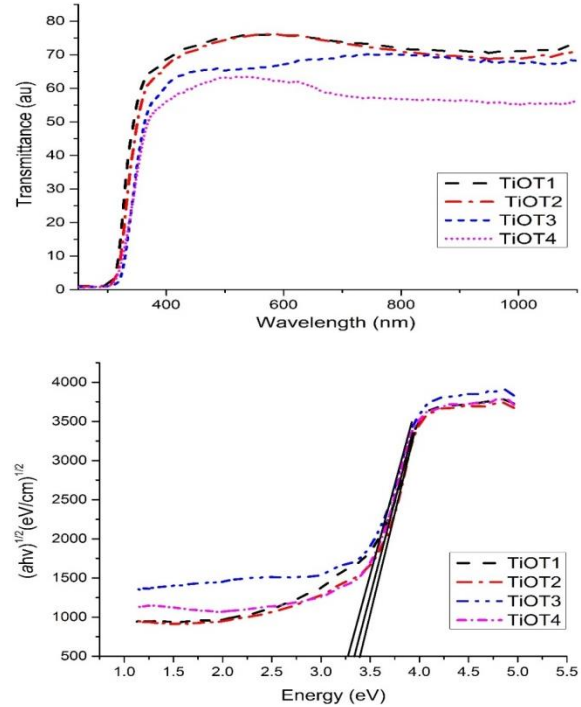 80
70
60
50
40
30
20
10
0
Transmittance (au)
TiOT1
TiOT2
TiOT3
TiOT4
400 600 800 1000
Wavelength (nm)
4000
3500
3000
2500
2000
1500
1000
500
(ahv)^1/2(eV/cm)^1/2
TiOT1
TiOT2
TiOT3
TiOT4
1.0 1.5 2.0 2.5 3.0 3.5 4.0 4.5 5.0 5.5
Energy (eV)